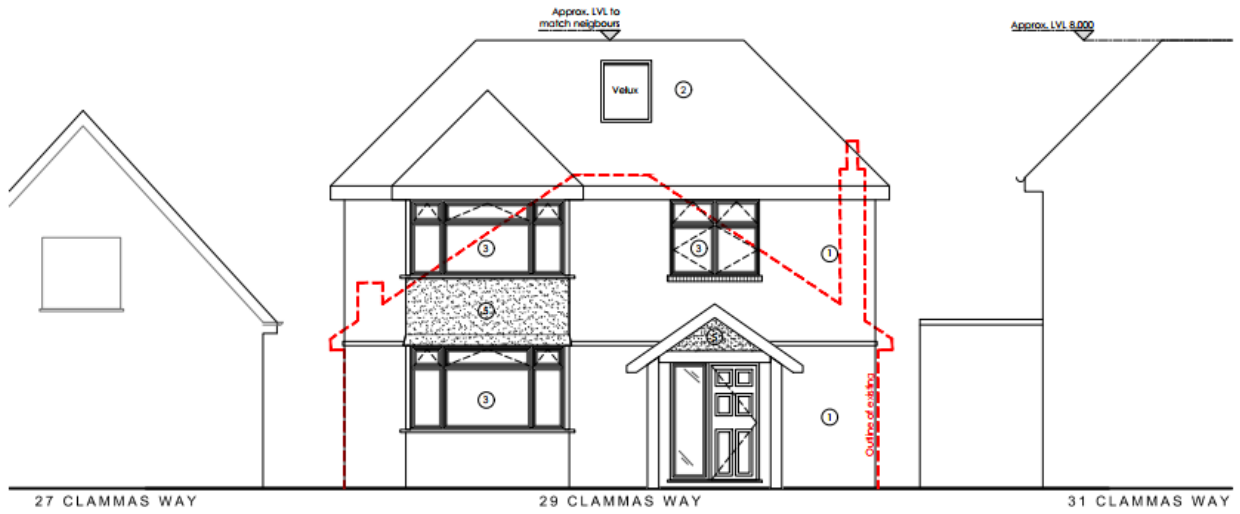 Approx. LVL to
match neighbours
Approx. LVL 8.000
Velux
2
3
3
1
5
5
3
1
Outline of existing
27 CLAMMAS WAY
29 CLAMMAS WAY
31 CLAMMAS WAY